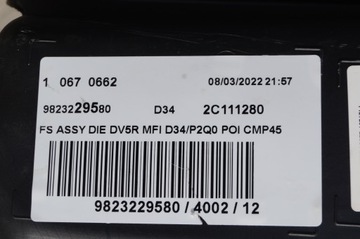 1 067 0662 08/03/2022 21:57
9823229580 D34 2C111280
FS ASSY DIE DV5R MFI D34/P2Q0 POI CMP45
9823229580 / 4002 / 12